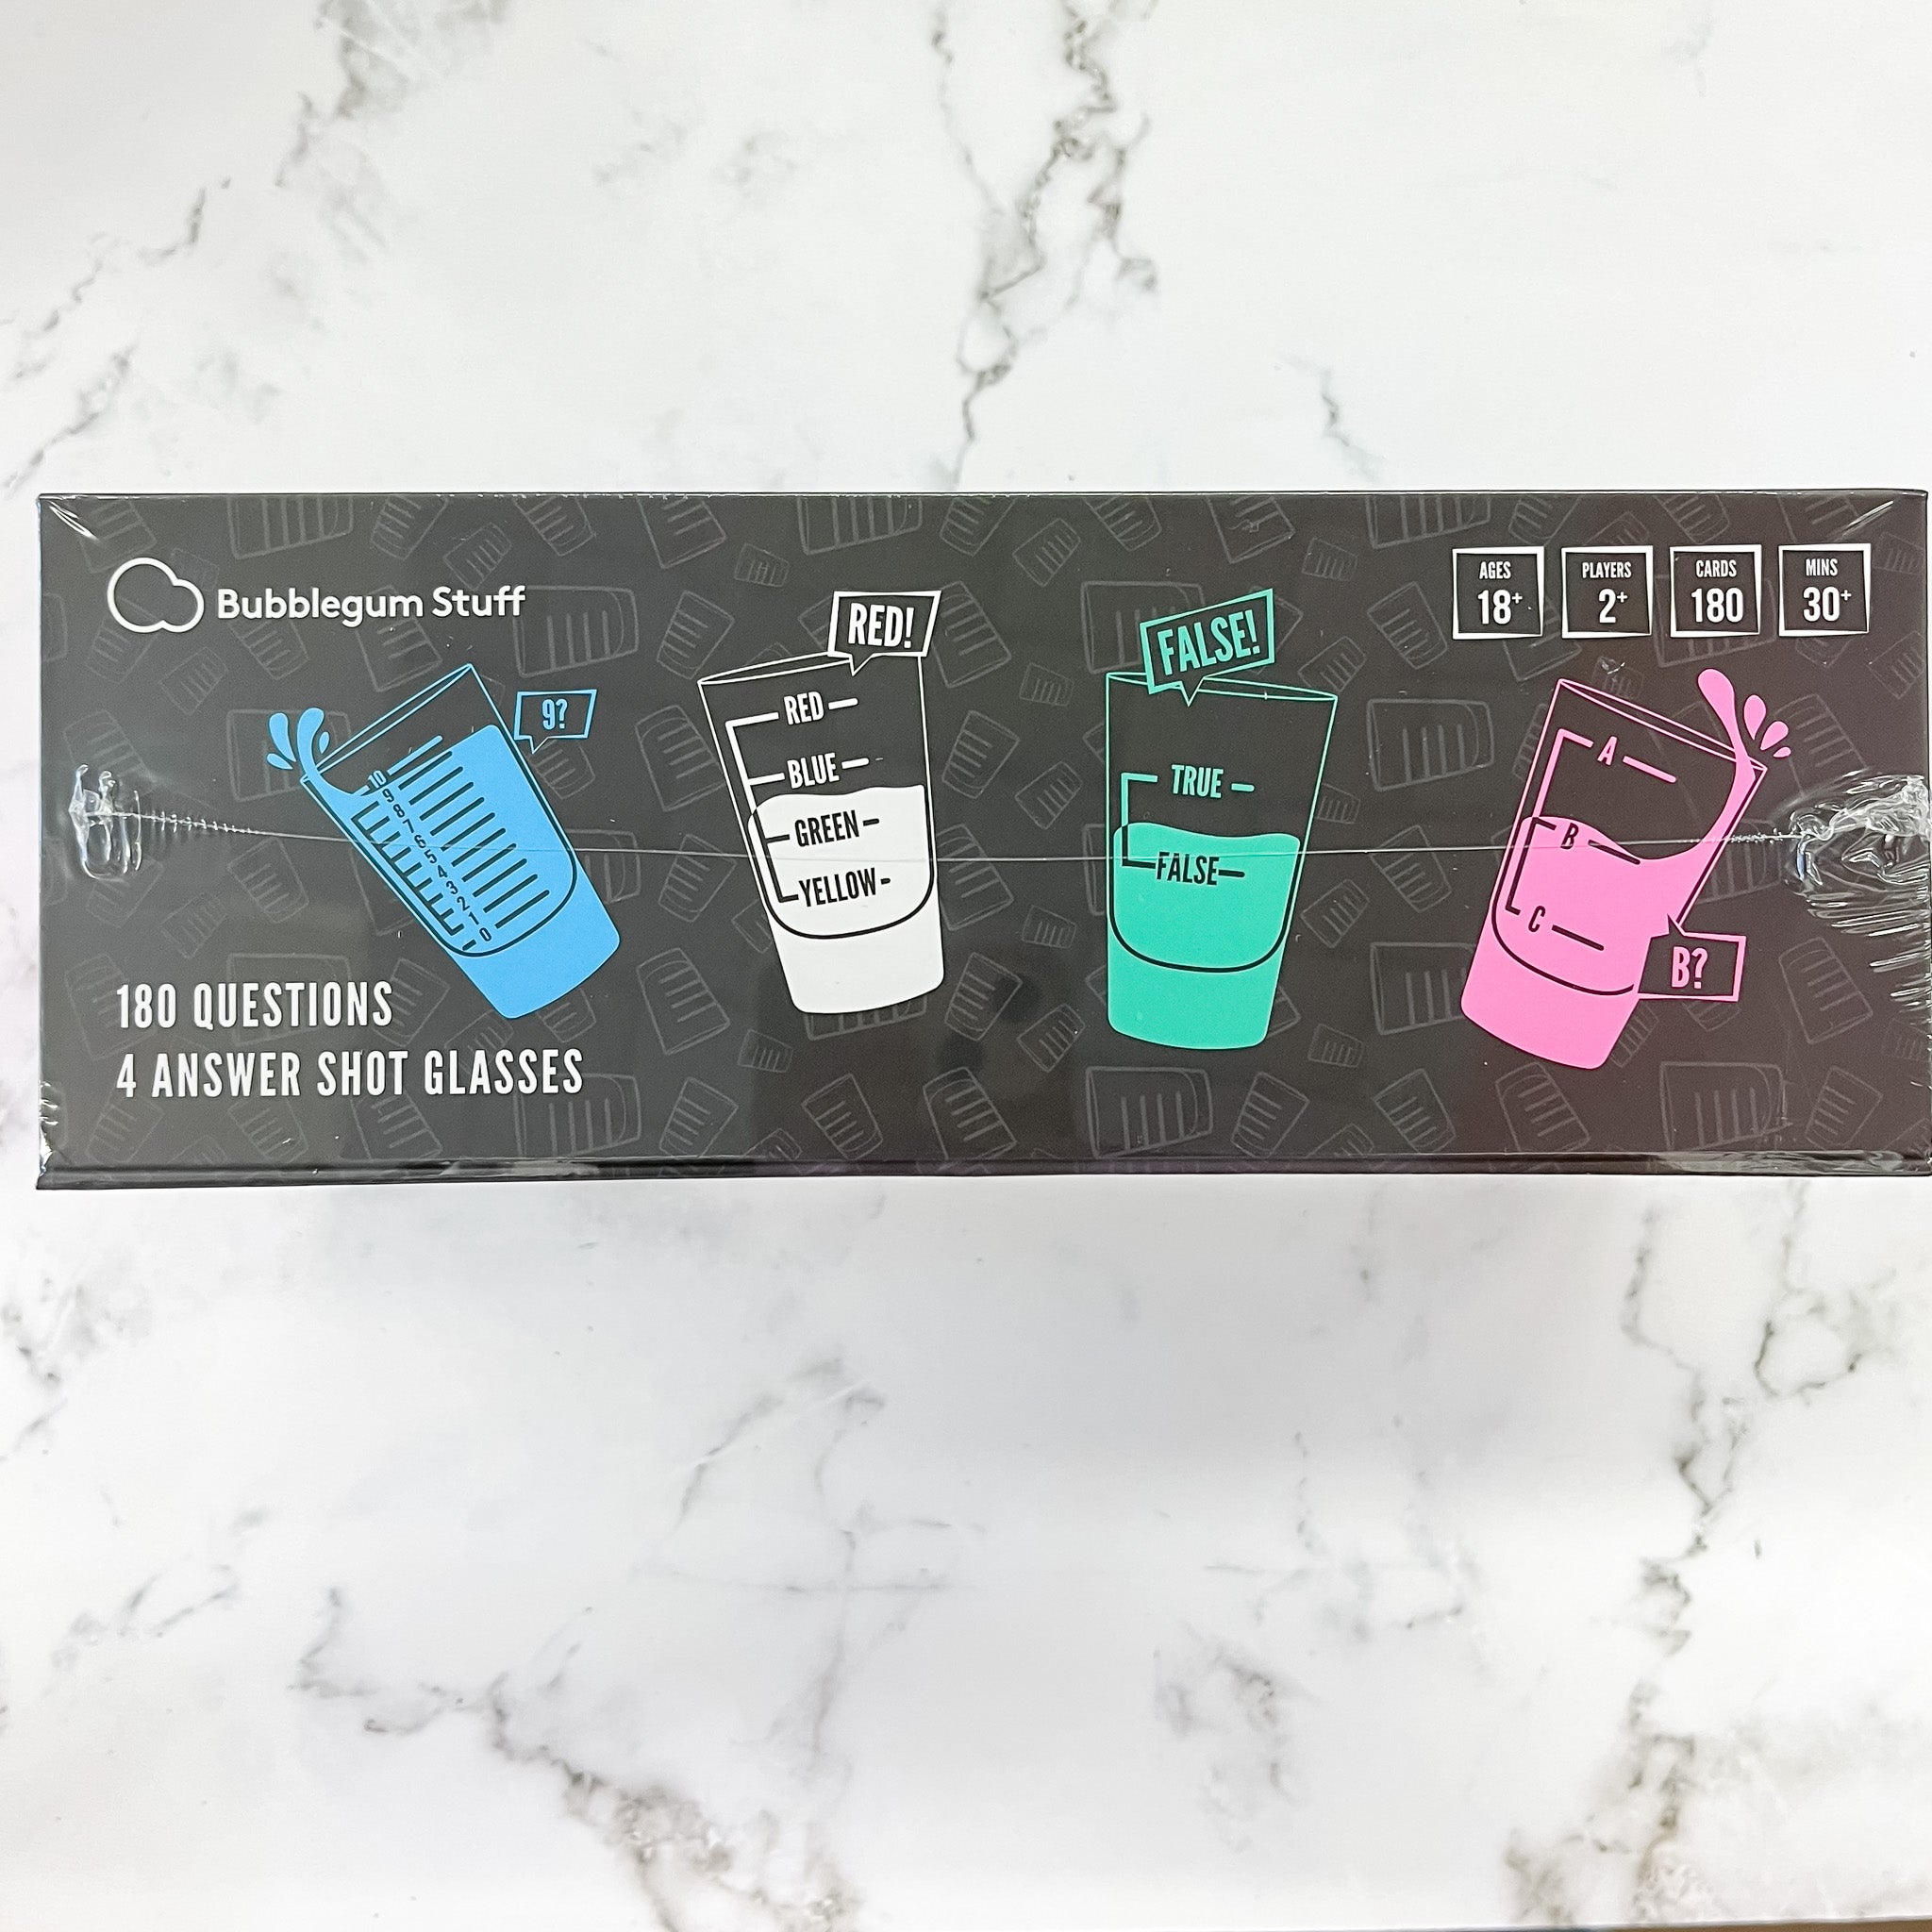 Bubblegum Stuff
AGES
18+
PLAYERS
2+
CARDS
180
MINS
30+
9?
10
9
8
7
6
5
4
3
2
1
0
RED!
RED
BLUE
GREEN
YELLOW
FALSE!
TRUE
FALSE
A
B
C
B?
180 QUESTIONS
4 ANSWER SHOT GLASSES